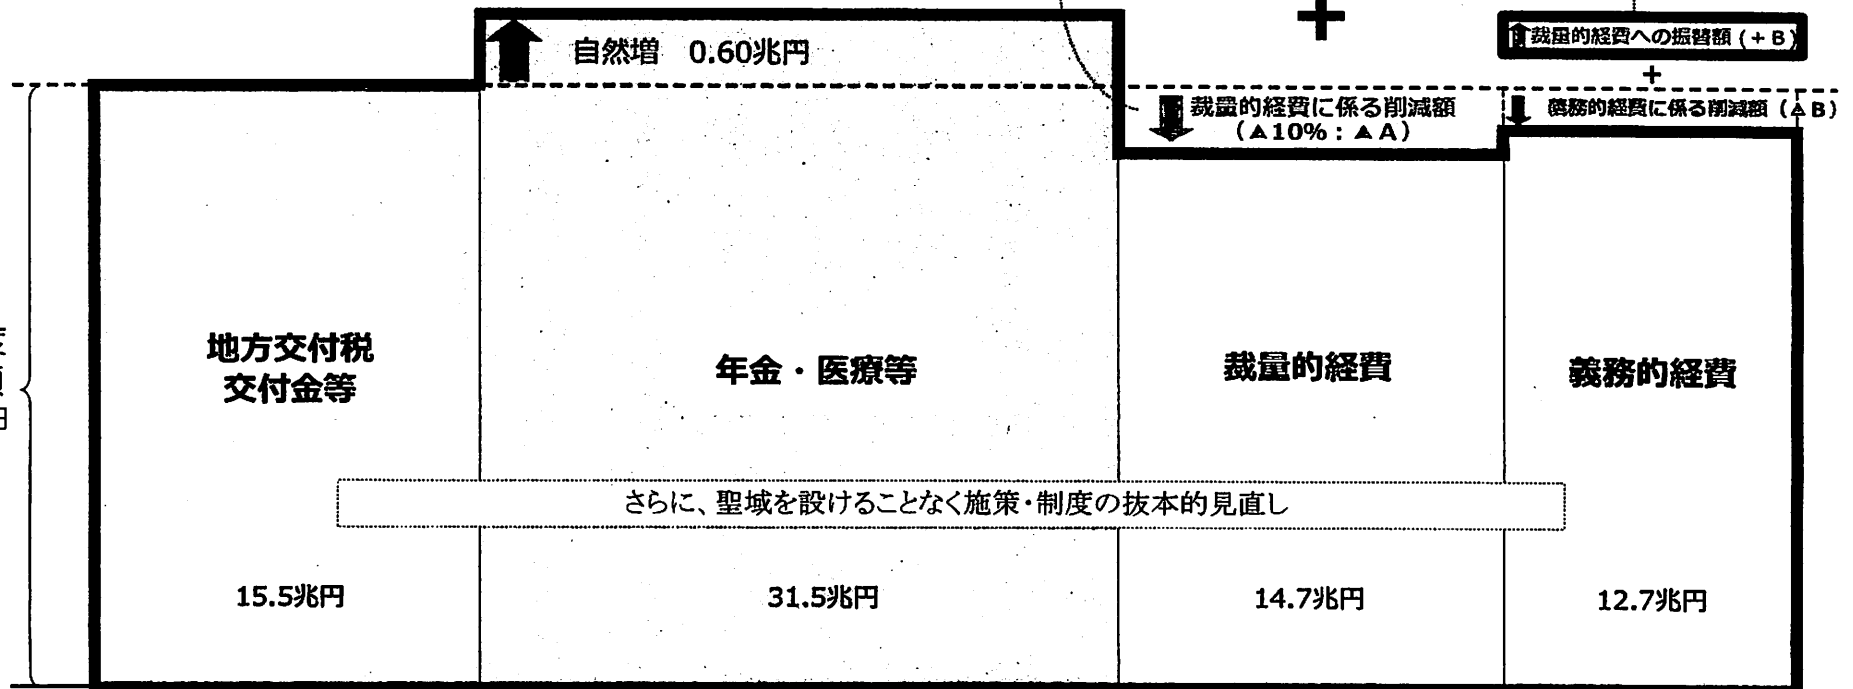 自然増 0.60兆円
+
裁量的経費への振替額(+B)
+
裁量的経費に係る削減額
(▲10%:▲A)
義務的経費に係る削減額(▲B)
地方交付税
交付金等
年金・医療等
裁量的経費
義務的経費
さらに、聖域を設けることなく施策・制度の抜本的見直し
15.5兆円
31.5兆円
14.7兆円
12.7兆円